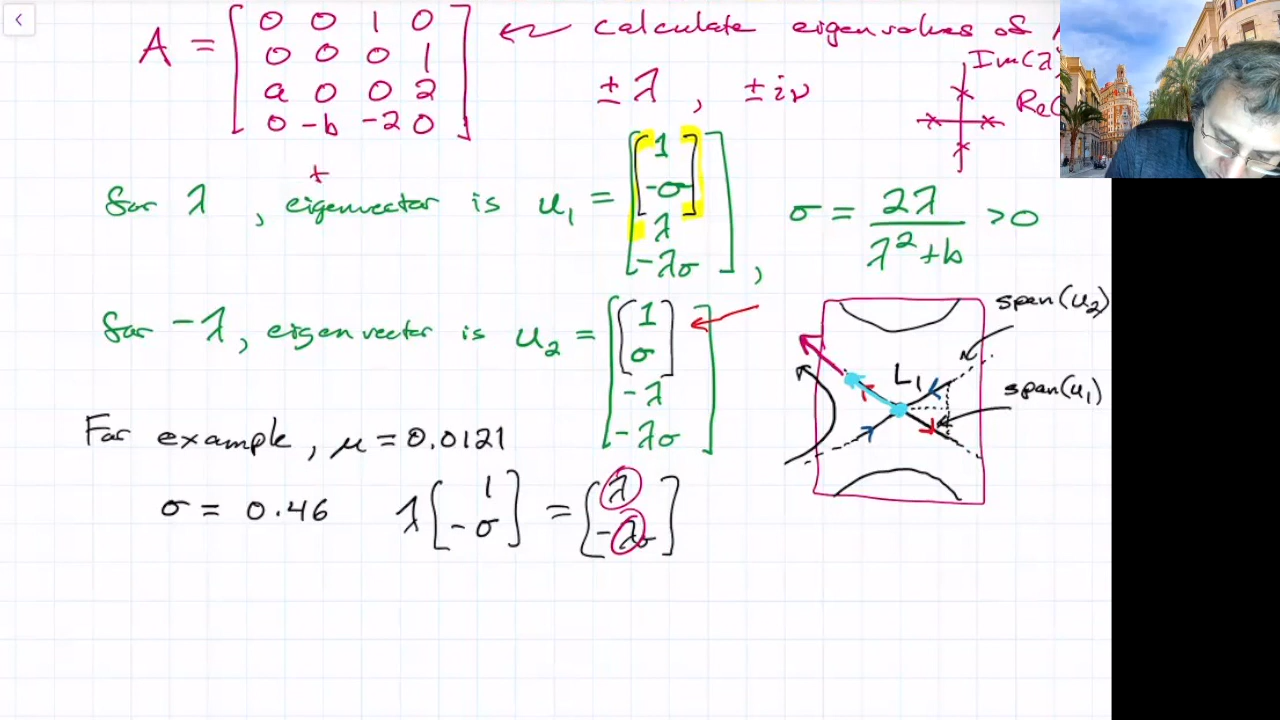 A = [ 0 0 1 0 ← calculate eigenvalues of
0 0 0 1
a 0 0 2
0 -b -2 0 ]
± λ , ± iν
Im(λ
Re(
+
for λ , eigenvector is u₁ = [ 1
-σ
λ
-λσ ] ,
σ = 2λ / λ² + b > 0
for -λ, eigenvector is u₂ = [ 1
σ
-λ
-λσ ]
span(u₂)
L₁
span(u₁)
For example, μ = 0.0121
σ = 0.46 λ [ 1
-σ ] = [ λ
-λσ ]